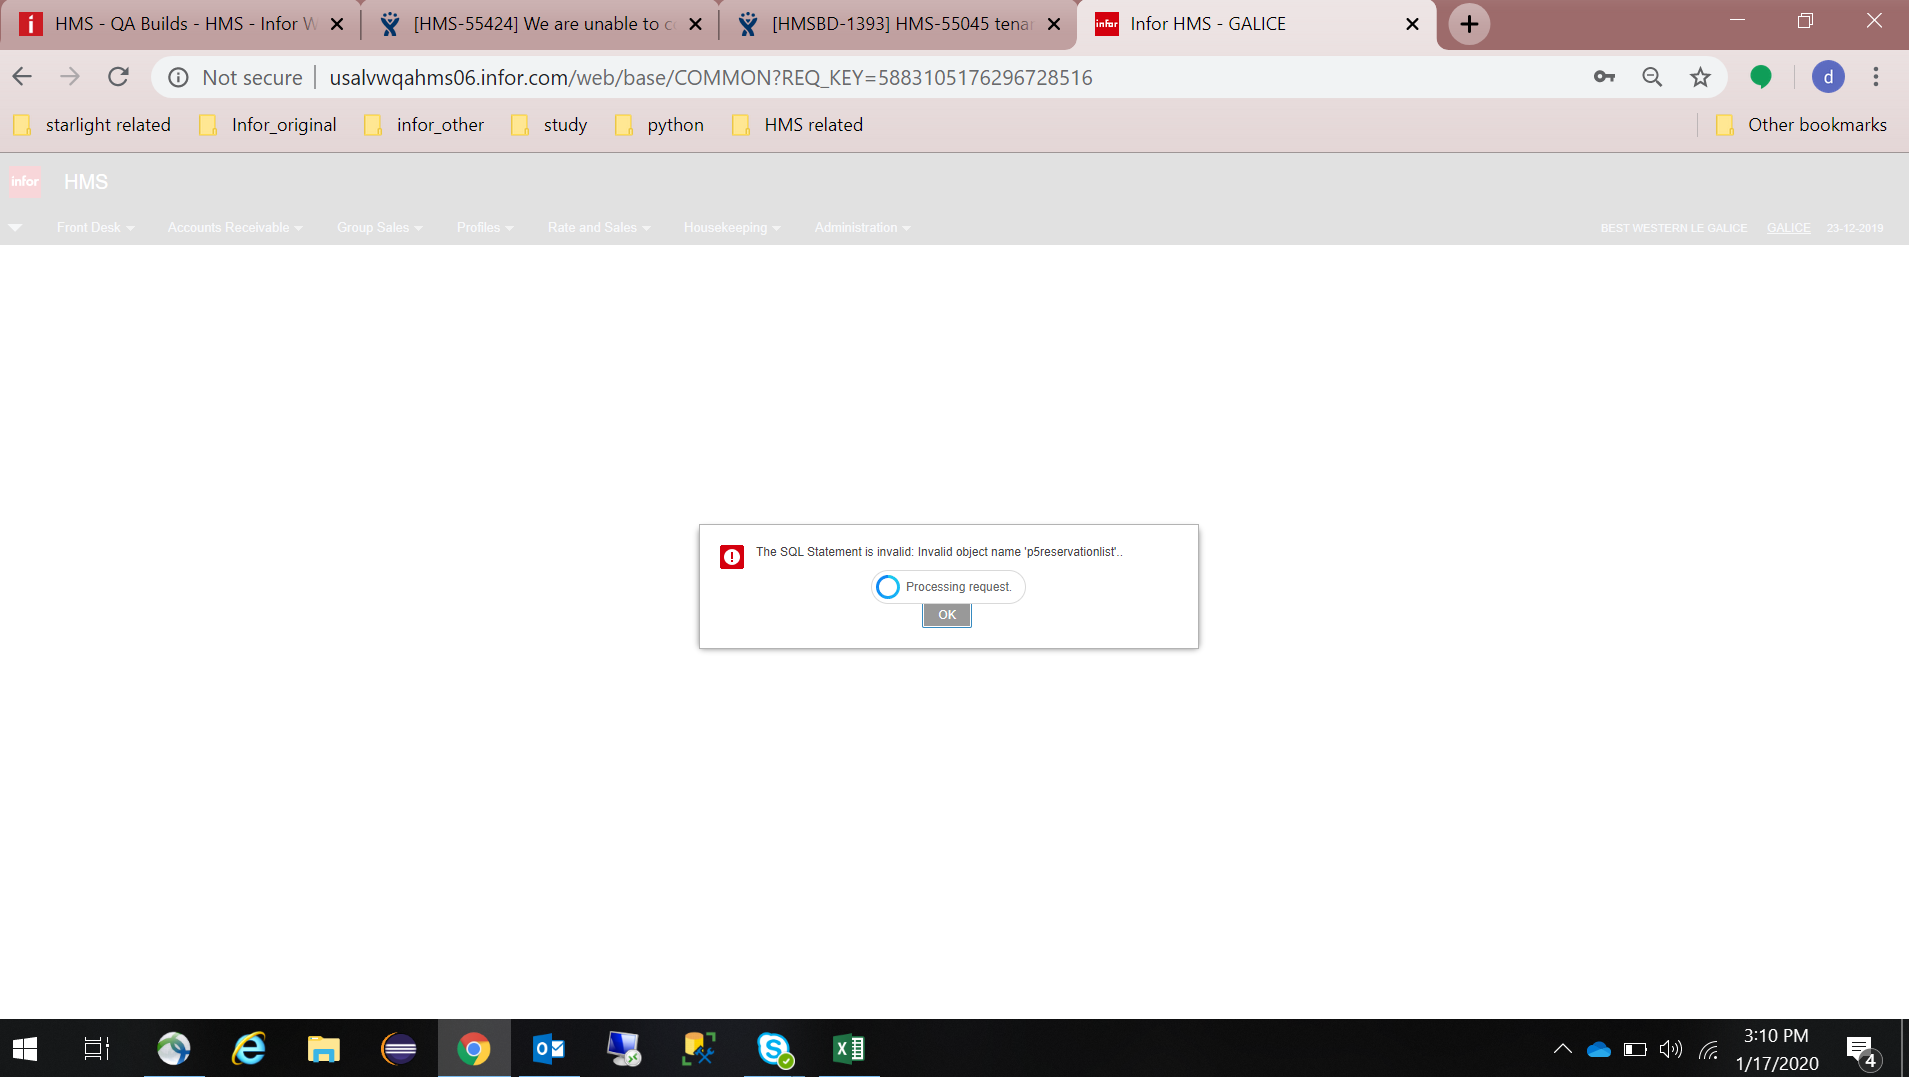 HMS - QA Builds - HMS - Infor W
[HMS-55424] We are unable to c
[HMSBD-1393] HMS-55045 tenan
infor Infor HMS - GALICE
Not secure usalvwqahms06.infor.com/web/base/COMMON?REQ_KEY=5883105176296728516
d
starlight related Infor_original infor_other study python HMS related Other bookmarks
infor HMS
Front Desk Accounts Receivable Group Sales Profiles Rate and Sales Housekeeping Administration BEST WESTERN LE GALICE GALICE 23-12-2019
The SQL Statement is invalid: Invalid object name 'p5reservationlist'..
Processing request.
OK
3:10 PM
1/17/2020
4